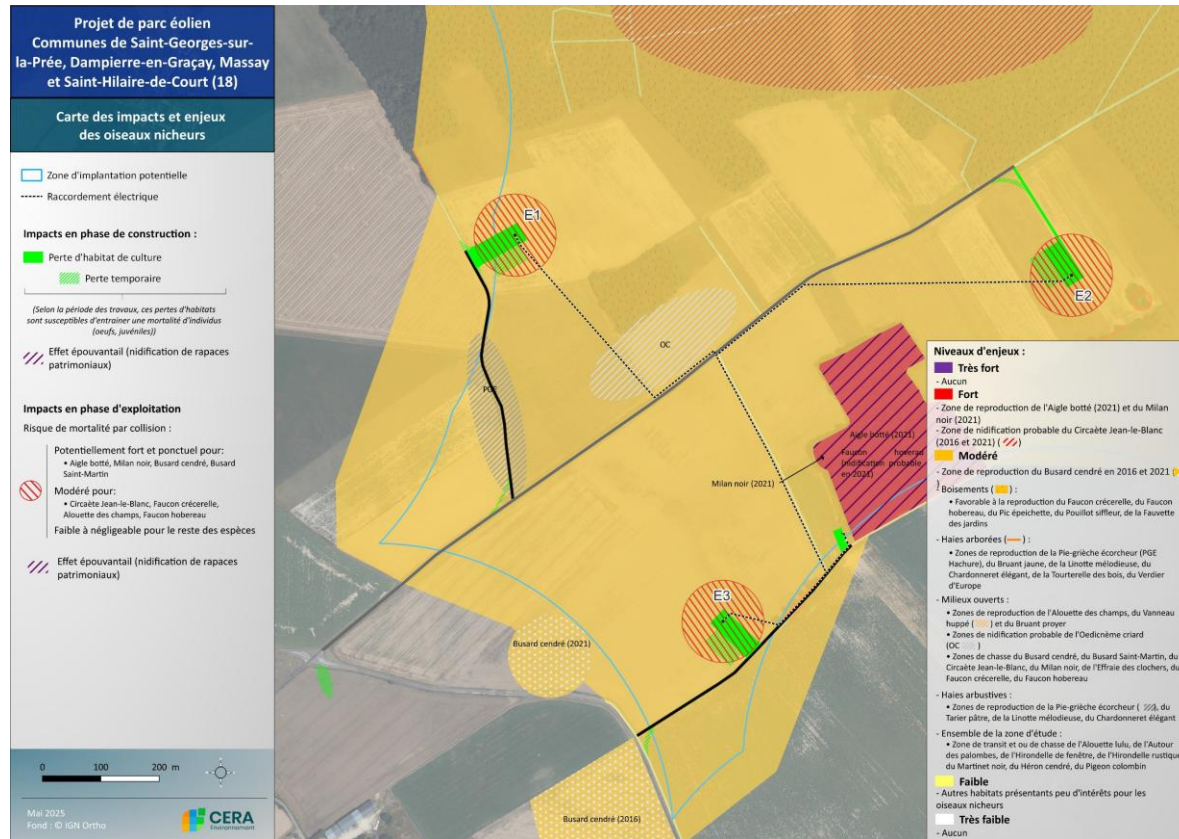 Projet de parc éolien
Communes de Saint-Georges-sur-
la-Prée, Dampierre-en-Graçay, Massay
et Saint-Hilaire-de-Court (18)
Carte des impacts et enjeux
des oiseaux nicheurs
Zone d'implantation potentielle
Raccordement électrique
Impacts en phase de construction :
Perte d'habitat de culture
Perte temporaire
(Selon la période des travaux, ces pertes d'habitats
sont susceptibles d'entrainer une mortalité d'individus
(oeufs, juvéniles))
Effet épouvantail (nidification de rapaces
patrimoniaux)
Impacts en phase d'exploitation
Risque de mortalité par collision :
Potentiellement fort et ponctuel pour:
• Aigle botté, Milan noir, Busard cendré, Busard
Saint-Martin
Modéré pour:
• Circaète Jean-le-Blanc, Faucon crécerelle,
Alouette des champs, Faucon hobereau
Faible à négligeable pour le reste des espèces
Effet épouvantail (nidification de rapaces
patrimoniaux)
0 100 200 m
Mai 2025
Fond : © IGN Ortho
CERA
Environnement
E1
E2
OC
PGE
Aigle botté (2021)
Faucon hobereau
(nidification probable
en 2021)
Milan noir (2021)
E3
Busard cendré (2021)
Busard cendré (2016)
Niveaux d'enjeux :
Très fort
- Aucun
Fort
- Zone de reproduction de l'Aigle botté (2021) et du Milan
noir (2021)
- Zone de nidification probable du Circaète Jean-le-Blanc
(2016 et 2021) ( )
Modéré
- Zone de reproduction du Busard cendré en 2016 et 2021 (
)
- Boisements ( ) :
• Favorable à la reproduction du Faucon crécerelle, du Faucon
hobereau, du Pic épeichette, du Pouillot siffleur, de la Fauvette
des jardins
- Haies arborées ( ) :
• Zones de reproduction de la Pie-grièche écorcheur (PGE
Hachure), du Bruant jaune, de la Linotte mélodieuse, du
Chardonneret élégant, de la Tourterelle des bois, du Verdier
d'Europe
- Milieux ouverts :
• Zones de reproduction de l'Alouette des champs, du Vanneau
huppé ( ) et du Bruant proyer
• Zones de nidification probable de l'Oedicnème criard
(OC )
• Zones de chasse du Busard cendré, du Busard Saint-Martin, du
Circaète Jean-le-Blanc, du Milan noir, de l'Effraie des clochers, du
Faucon crécerelle, du Faucon hobereau
- Haies arbustives :
• Zones de reproduction de la Pie-grièche écorcheur ( ), du
Tarier pâtre, de la Linotte mélodieuse, du Chardonneret élégant
- Ensemble de la zone d'étude :
• Zone de transit et ou de chasse de l'Alouette lulu, de l'Autour
des palombes, de l'Hirondelle de fenêtre, de l'Hirondelle rustique,
du Martinet noir, du Héron cendré, du Pigeon colombin
Faible
- Autres habitats présentants peu d'intérêts pour les
oiseaux nicheurs
Très faible
- Aucun